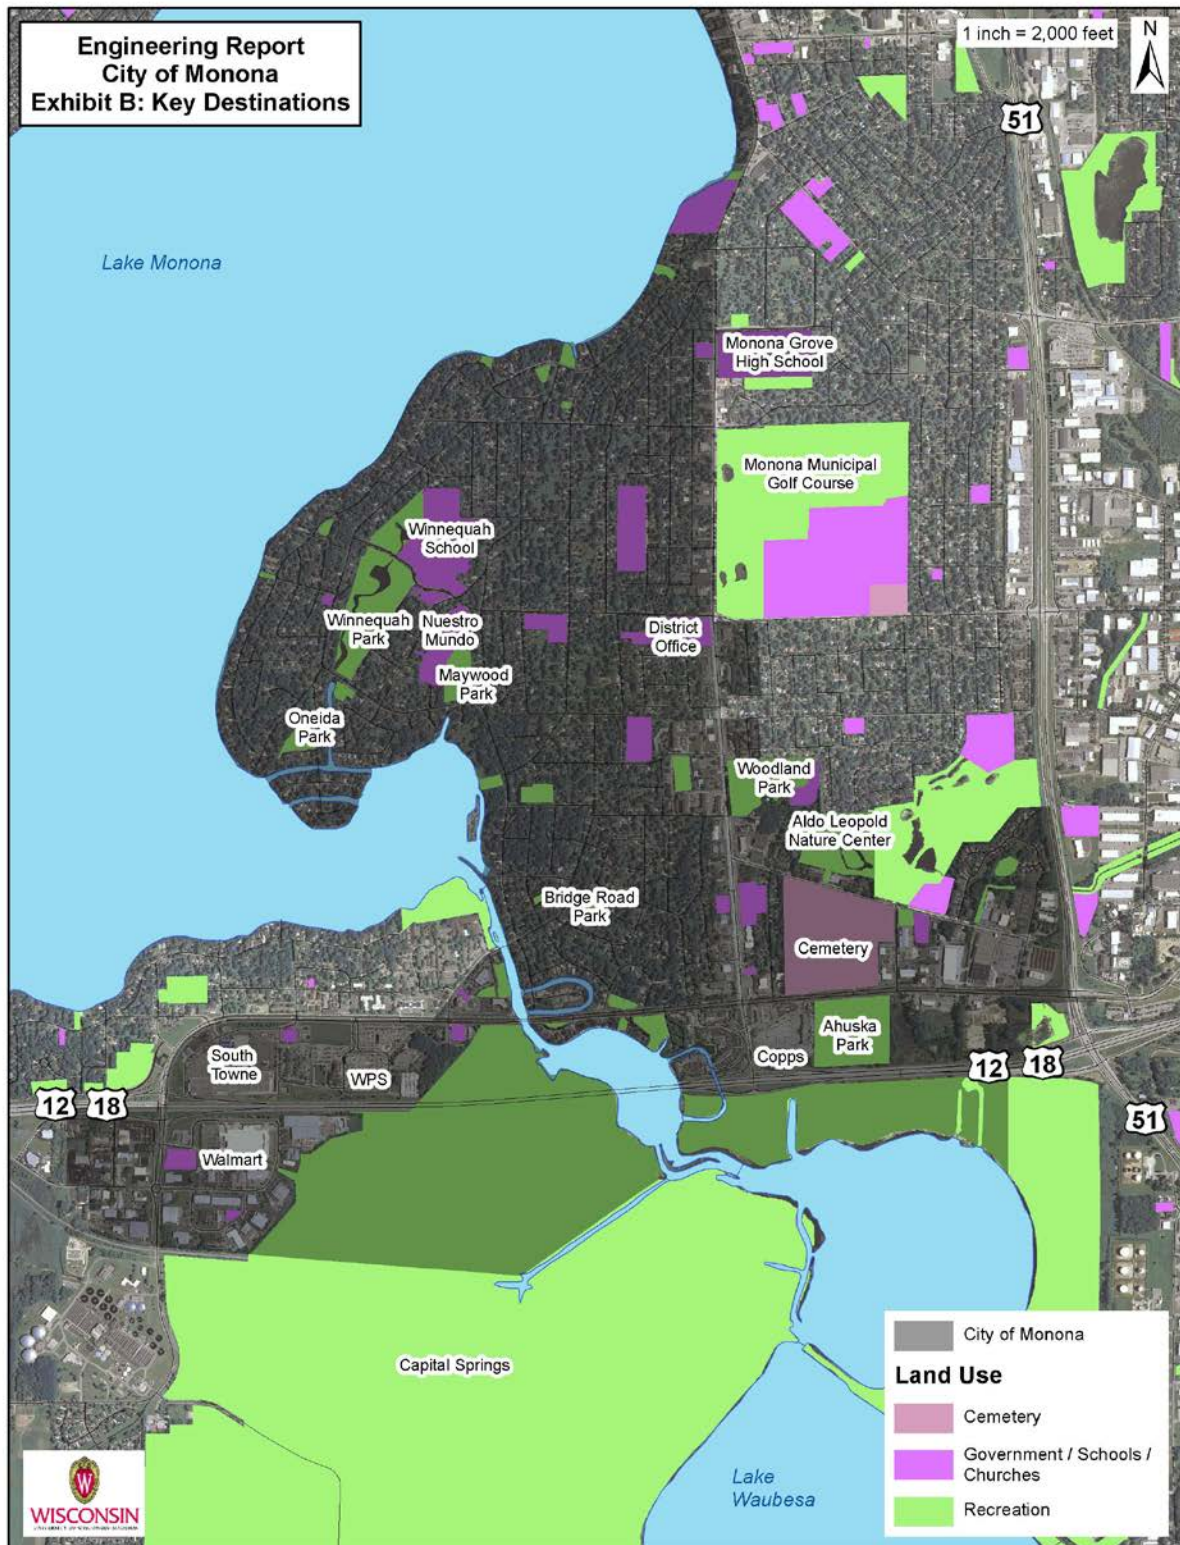 Engineering Report
City of Monona
Exhibit B: Key Destinations
1 inch = 2,000 feet
N
51
Lake Monona
Monona Grove
High School
Monona Municipal
Golf Course
Winnequah
School
Winnequah
Park
Nuestro
Mundo
District
Office
Maywood
Park
Oneida
Park
Woodland
Park
Aldo Leopold
Nature Center
Bridge Road
Park
Cemetery
Ahuska
Park
Copps
South
Towne
WPS
12
18
12
18
51
Walmart
Capital Springs
Lake
Waubesa
City of Monona
Land Use
Cemetery
Government / Schools /
Churches
Recreation
W
WISCONSIN